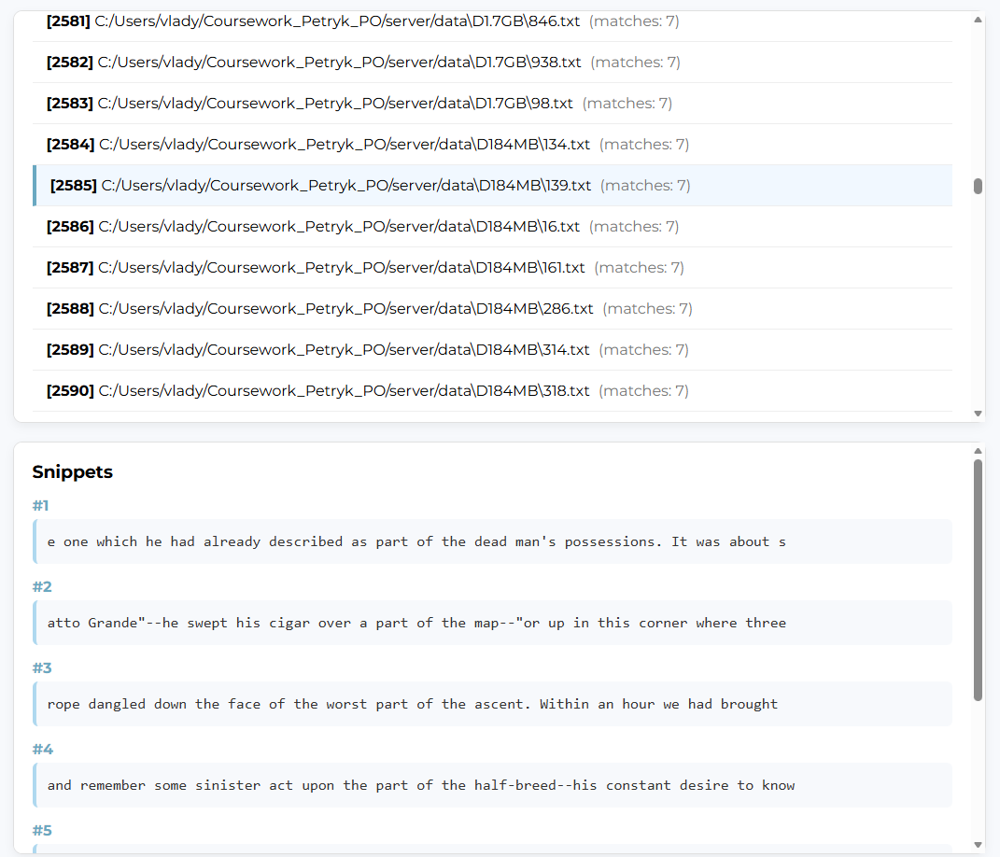 [2581] C:/Users/vlady/Coursework_Petryk_PO/server/data\D1.7GB\846.txt (matches: 7)
[2582] C:/Users/vlady/Coursework_Petryk_PO/server/data\D1.7GB\938.txt (matches: 7)
[2583] C:/Users/vlady/Coursework_Petryk_PO/server/data\D1.7GB\98.txt (matches: 7)
[2584] C:/Users/vlady/Coursework_Petryk_PO/server/data\D184MB\134.txt (matches: 7)
[2585] C:/Users/vlady/Coursework_Petryk_PO/server/data\D184MB\139.txt (matches: 7)
[2586] C:/Users/vlady/Coursework_Petryk_PO/server/data\D184MB\16.txt (matches: 7)
[2587] C:/Users/vlady/Coursework_Petryk_PO/server/data\D184MB\161.txt (matches: 7)
[2588] C:/Users/vlady/Coursework_Petryk_PO/server/data\D184MB\286.txt (matches: 7)
[2589] C:/Users/vlady/Coursework_Petryk_PO/server/data\D184MB\314.txt (matches: 7)
[2590] C:/Users/vlady/Coursework_Petryk_PO/server/data\D184MB\318.txt (matches: 7)
Snippets
#1
e one which he had already described as part of the dead man's possessions. It was about s
#2
atto Grande"--he swept his cigar over a part of the map--"or up in this corner where three
#3
rope dangled down the face of the worst part of the ascent. Within an hour we had brought
#4
and remember some sinister act upon the part of the half-breed--his constant desire to know
#5